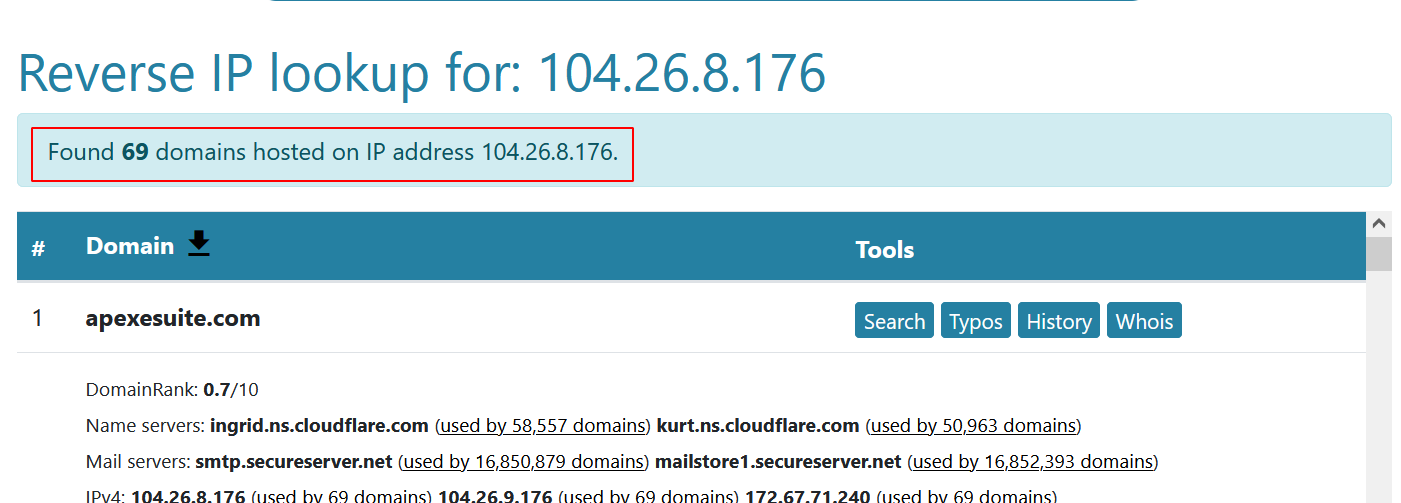 Reverse IP lookup for: 104.26.8.176
Found 69 domains hosted on IP address 104.26.8.176.
# Domain Tools
1 apexesuite.com Search Typos History Whois
DomainRank: 0.7/10
Name servers: ingrid.ns.cloudflare.com (used by 58,557 domains) kurt.ns.cloudflare.com (used by 50,963 domains)
Mail servers: smtp.secureserver.net (used by 16,850,879 domains) mailstore1.secureserver.net (used by 16,852,393 domains)
IPv4: 104.26.8.176 (used by 69 domains) 104.26.9.176 (used by 69 domains) 172.67.71.240 (used by 69 domains)